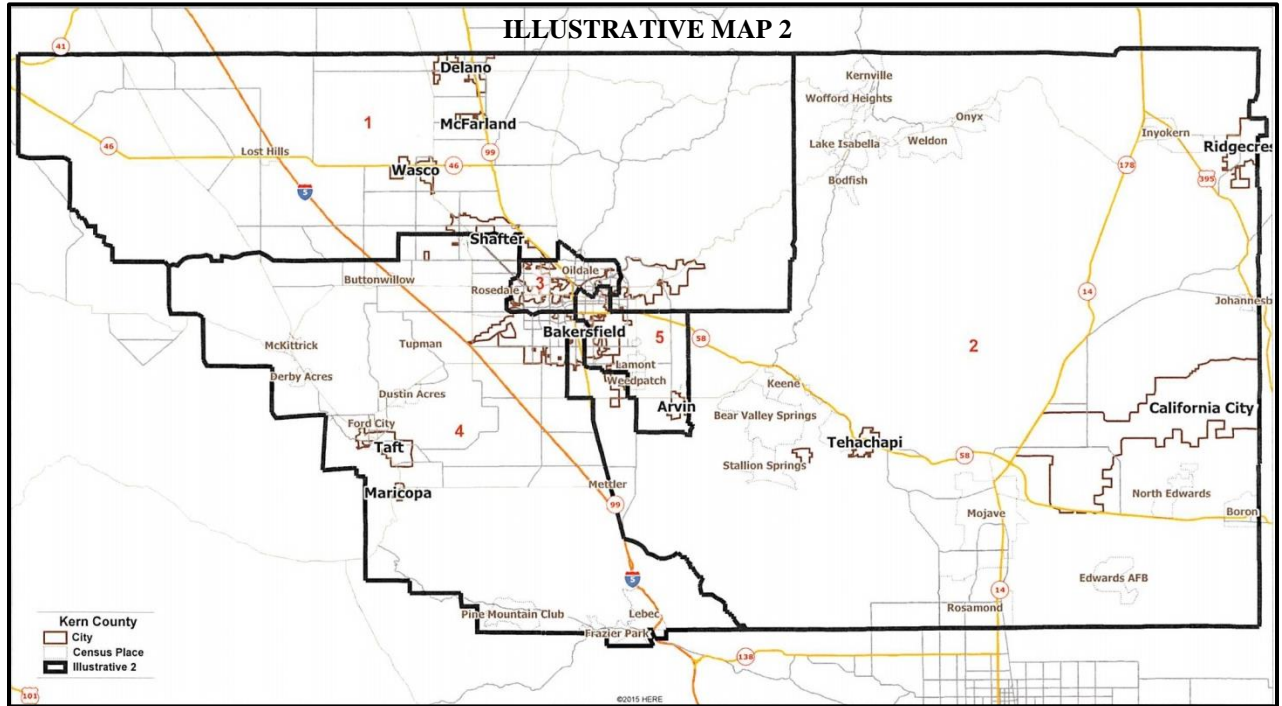 ILLUSTRATIVE MAP 2
41
Delano
Kernville
Wofford Heights
1
McFarland
Onyx
Inyokern
46
99
Lake Isabella
Weldon
Ridgecres
Lost Hills
Wasco
46
178
395
5
Bodfish
Shafter
Oildale
Buttonwillow
Rosedale
3
14
Johannesb
Bakersfield
5
58
2
McKittrick
Tupman
Lamont
Derby Acres
Weedpatch
Keene
Dustin Acres
Arvin
Bear Valley Springs
California City
Ford City
4
Tehachapi
Taft
58
Stallion Springs
Maricopa
Mettler
North Edwards
99
Mojave
Boron
5
Edwards AFB
14
Pine Mountain Club
Lebec
Rosamond
Frazier Park
138
Kern County
City
Census Place
Illustrative 2
101
©2015 HERE